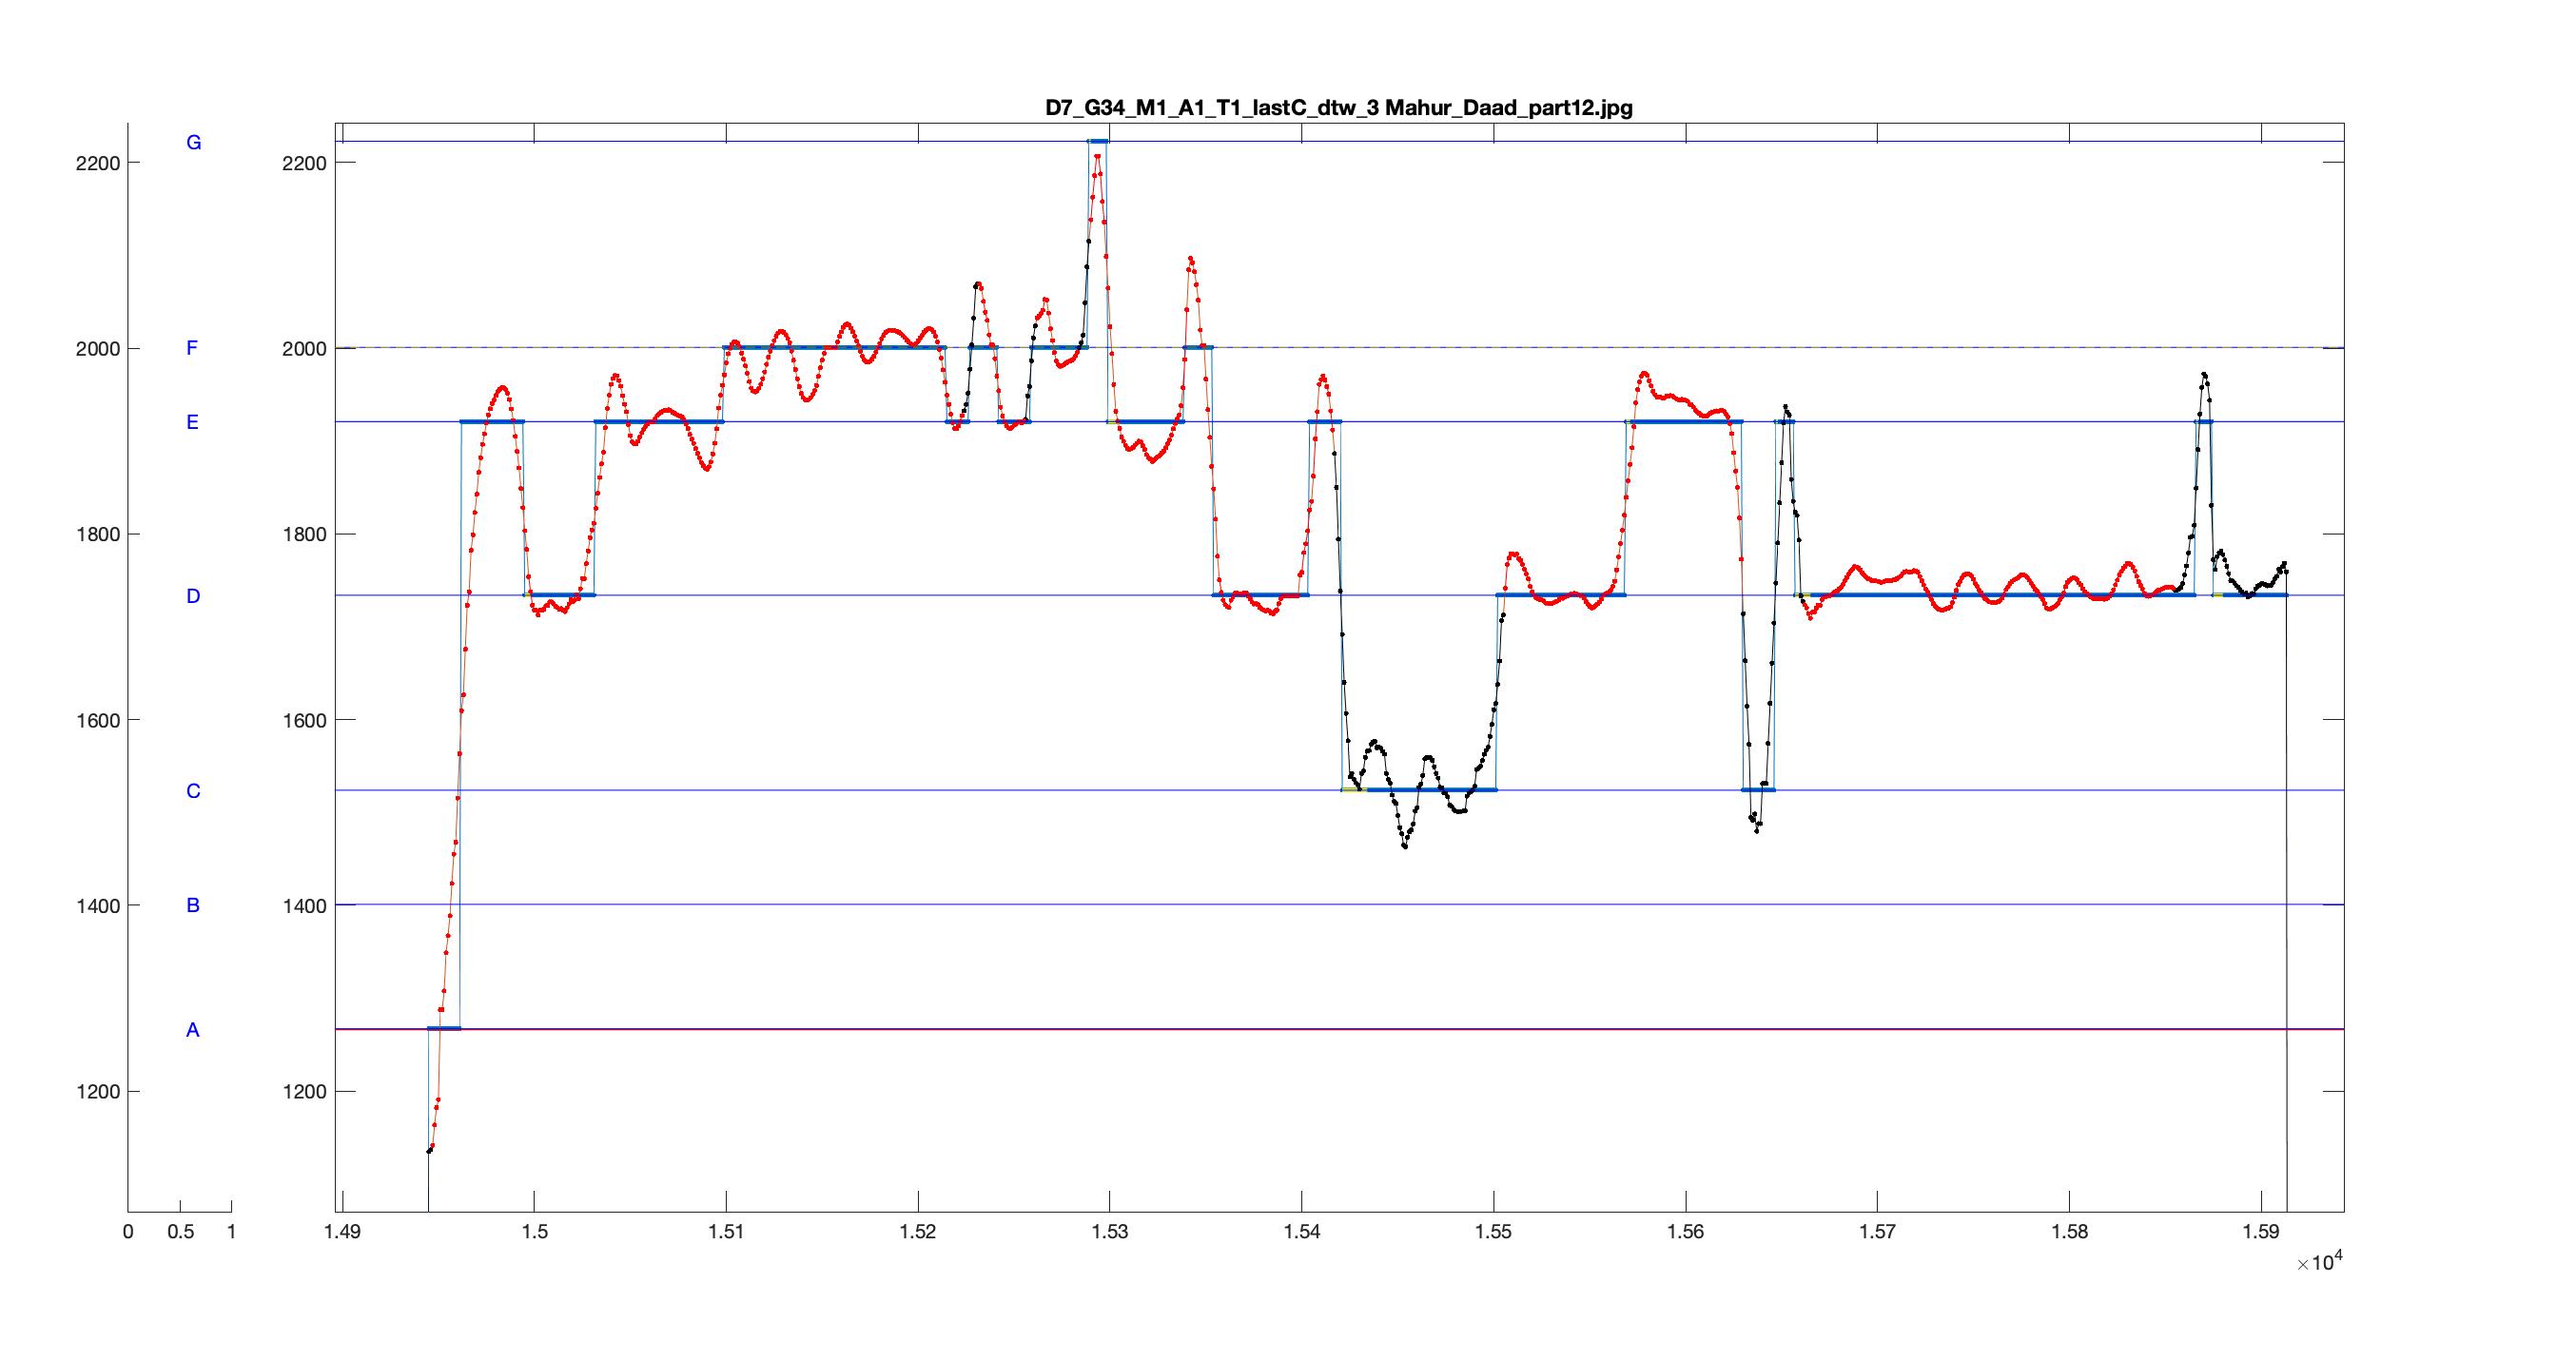 D7_G34_M1_A1_T1_lastC_dtw_3 Mahur_Daad_part12.jpg
G
2200 2200
2000 F 2000
E
1800 1800
D
1600 1600
C
1400 B 1400
A
1200 1200
0 0.5 1 1.49 1.5 1.51 1.52 1.53 1.54 1.55 1.56 1.57 1.58 1.59
×10⁴